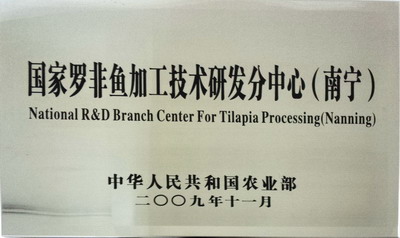 国家罗非鱼加工技术研发分中心(南宁)
National R&D Branch Center For Tilapia Processing(Nanning)
中华人民共和国农业部
二〇〇九年十一月